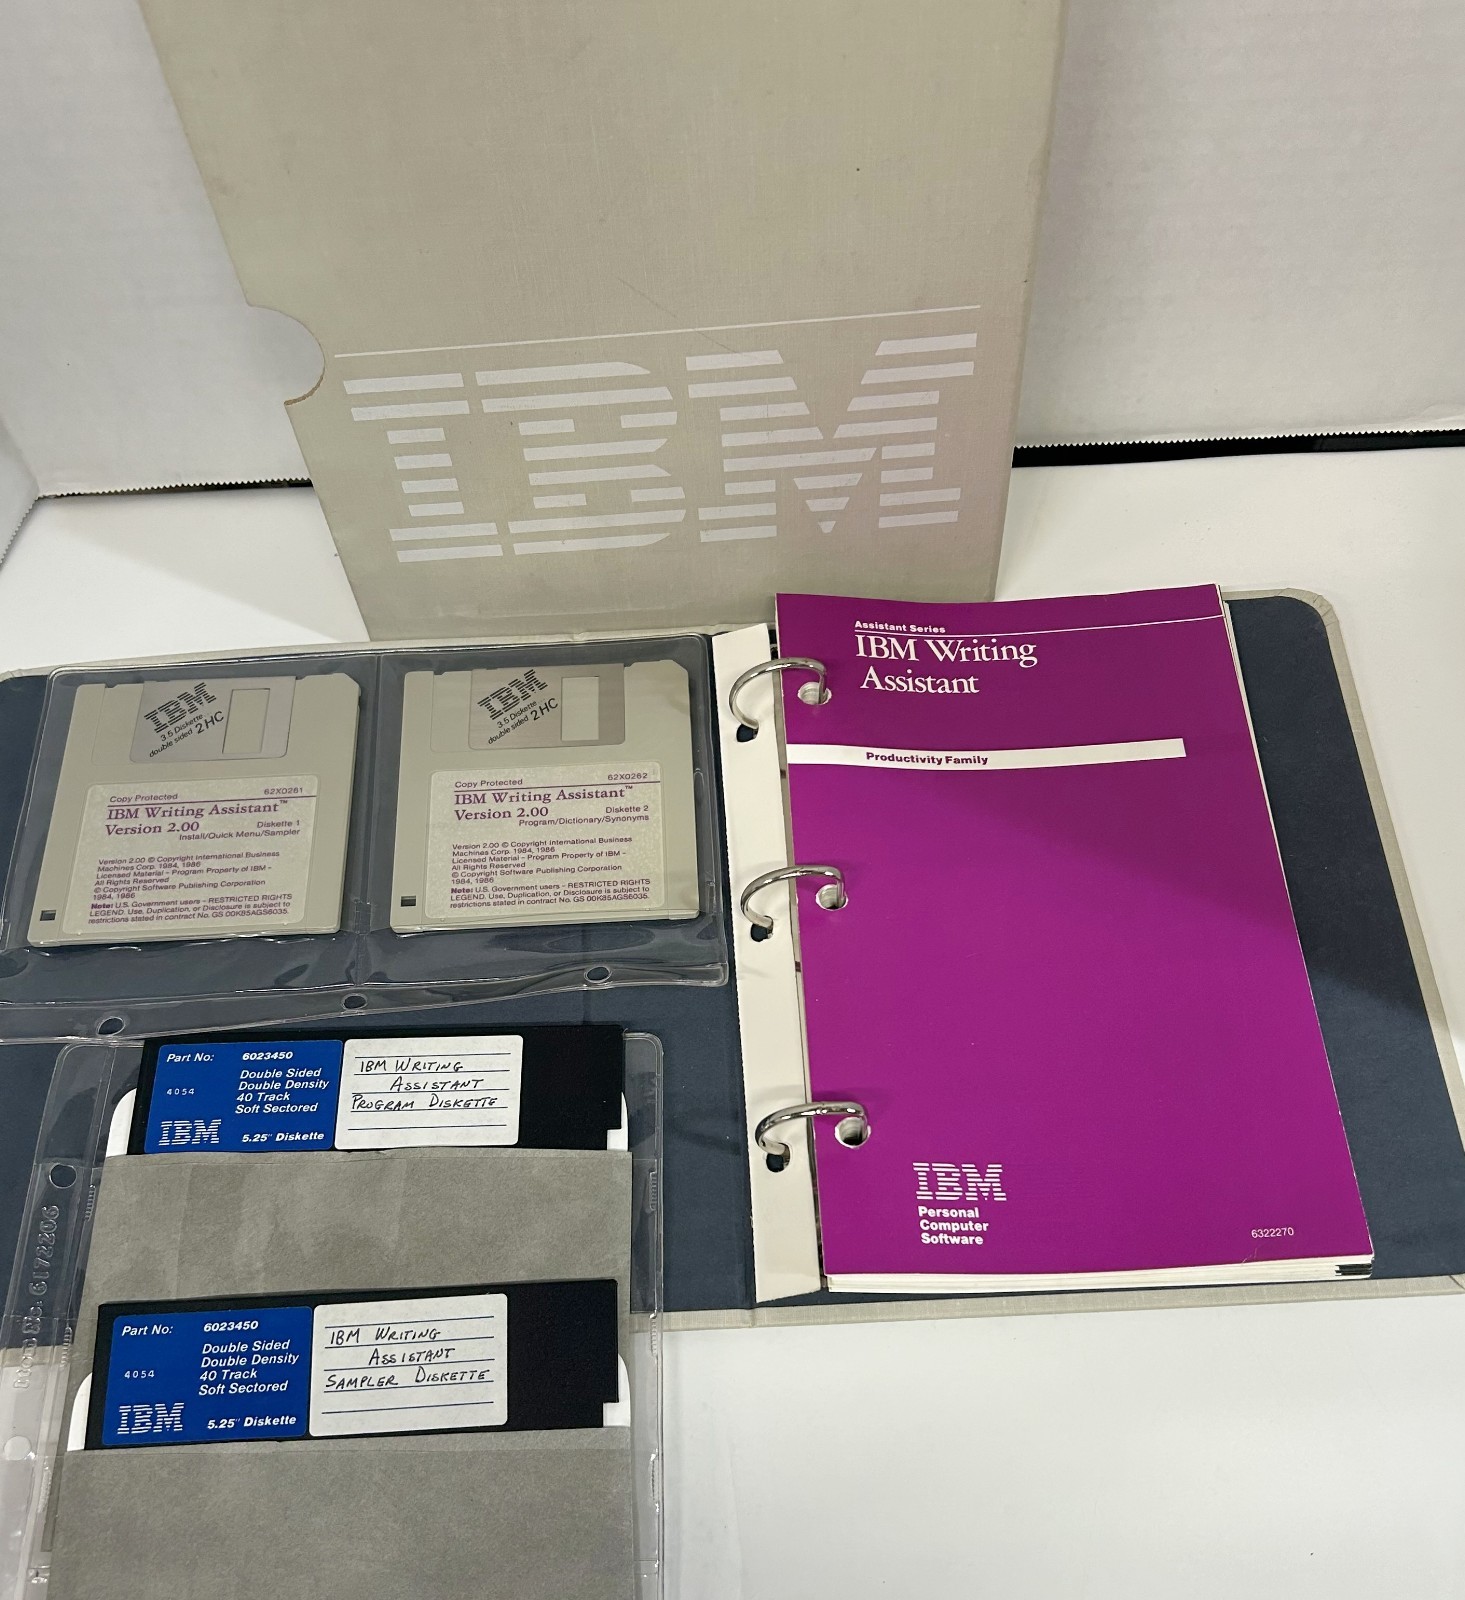 IBM
IBM
3.5 Diskette
double sided 2HC
Copy Protected 62X0261
IBM Writing Assistant™
Version 2.00 Diskette 1
Install/Quick Menu/Sampler
Version 2.00 © Copyright International Business
Machines Corp. 1984, 1986
Licensed Material - Program Property of IBM -
All Rights Reserved
© Copyright Software Publishing Corporation
1984, 1986
Note: U.S. Government users - RESTRICTED RIGHTS
LEGEND. Use, Duplication, or Disclosure is subject to
restrictions stated in contract No. GS 00K85AGS6035.
IBM
3.5 Diskette
double sided 2HC
Copy Protected 62X0262
IBM Writing Assistant™
Version 2.00 Diskette 2
Program/Dictionary/Synonyms
Version 2.00 © Copyright International Business
Machines Corp. 1984, 1986
Licensed Material - Program Property of IBM -
All Rights Reserved
© Copyright Software Publishing Corporation
1984, 1986
Note: U.S. Government users - RESTRICTED RIGHTS
LEGEND. Use, Duplication, or Disclosure is subject to
restrictions stated in contract No. GS 00K85AGS6035.
Assistant Series
IBM Writing
Assistant
Productivity Family
IBM
Personal
Computer
Software
6322270
Part No: 6023450
Double Sided
4054 Double Density
40 Track
Soft Sectored
IBM 5.25" Diskette
IBM WRITING
ASSISTANT
PROGRAM DISKETTE
Part No: 6023450
Double Sided
4054 Double Density
40 Track
Soft Sectored
IBM 5.25" Diskette
IBM WRITING
ASSISTANT
SAMPLER DISKETTE
6172206